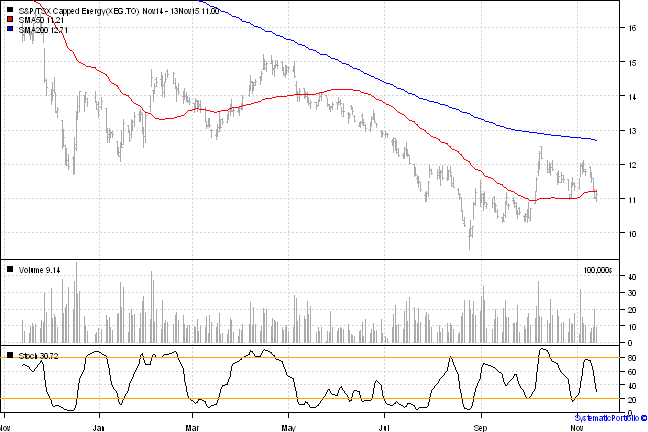 S&P/TSX Capped Energy(XEG.TO) Nov14 - 13Nov15 11.00
SMA50 11.21
SMA200 12.71
16
15
14
13
12
11
10
Volume 9.14
100,000s
40
30
20
10
0
Stoch 30.72
80
60
40
20
0
Nov Jan Mar May Jul Sep Nov
SystematicPortfolio ©